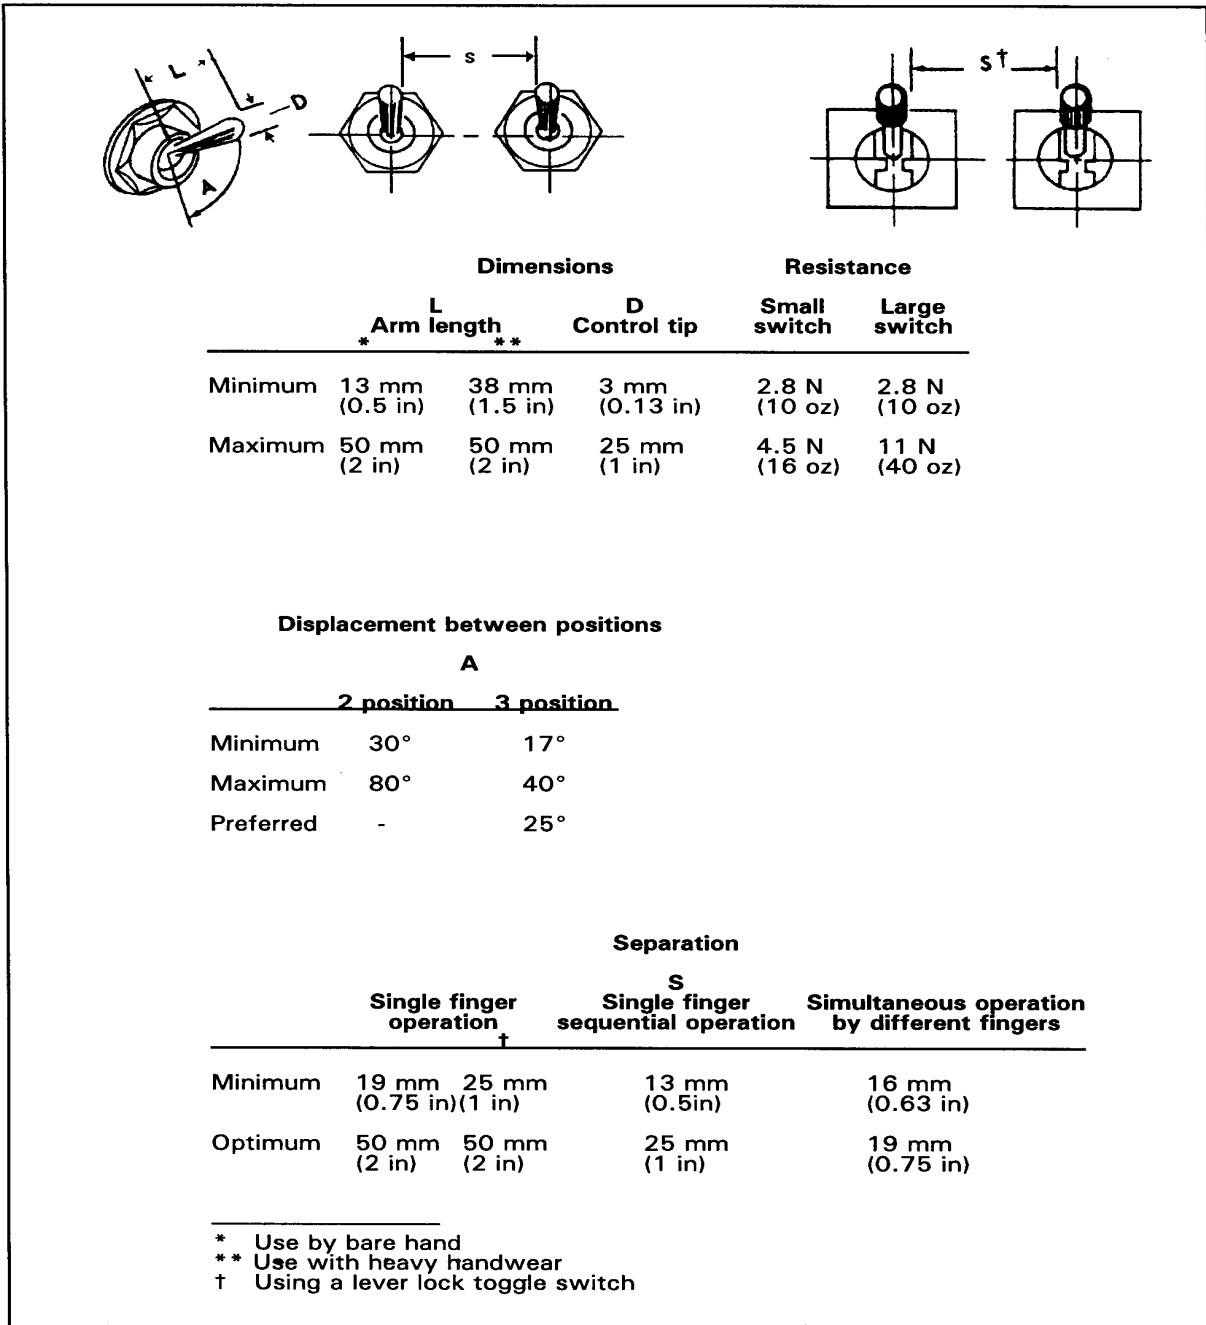 L
D
A
s
S†
Dimensions Resistance
L D Small Large
Arm length Control tip switch switch
* **
Minimum 13 mm 38 mm 3 mm 2.8 N 2.8 N
(0.5 in) (1.5 in) (0.13 in) (10 oz) (10 oz)
Maximum 50 mm 50 mm 25 mm 4.5 N 11 N
(2 in) (2 in) (1 in) (16 oz) (40 oz)
Displacement between positions
A
2 position 3 position
Minimum 30° 17°
Maximum 80° 40°
Preferred - 25°
Separation
S
Single finger Single finger Simultaneous operation
operation sequential operation by different fingers
†
Minimum 19 mm 25 mm 13 mm 16 mm
(0.75 in)(1 in) (0.5in) (0.63 in)
Optimum 50 mm 50 mm 25 mm 19 mm
(2 in) (2 in) (1 in) (0.75 in)
* Use by bare hand
** Use with heavy handwear
† Using a lever lock toggle switch